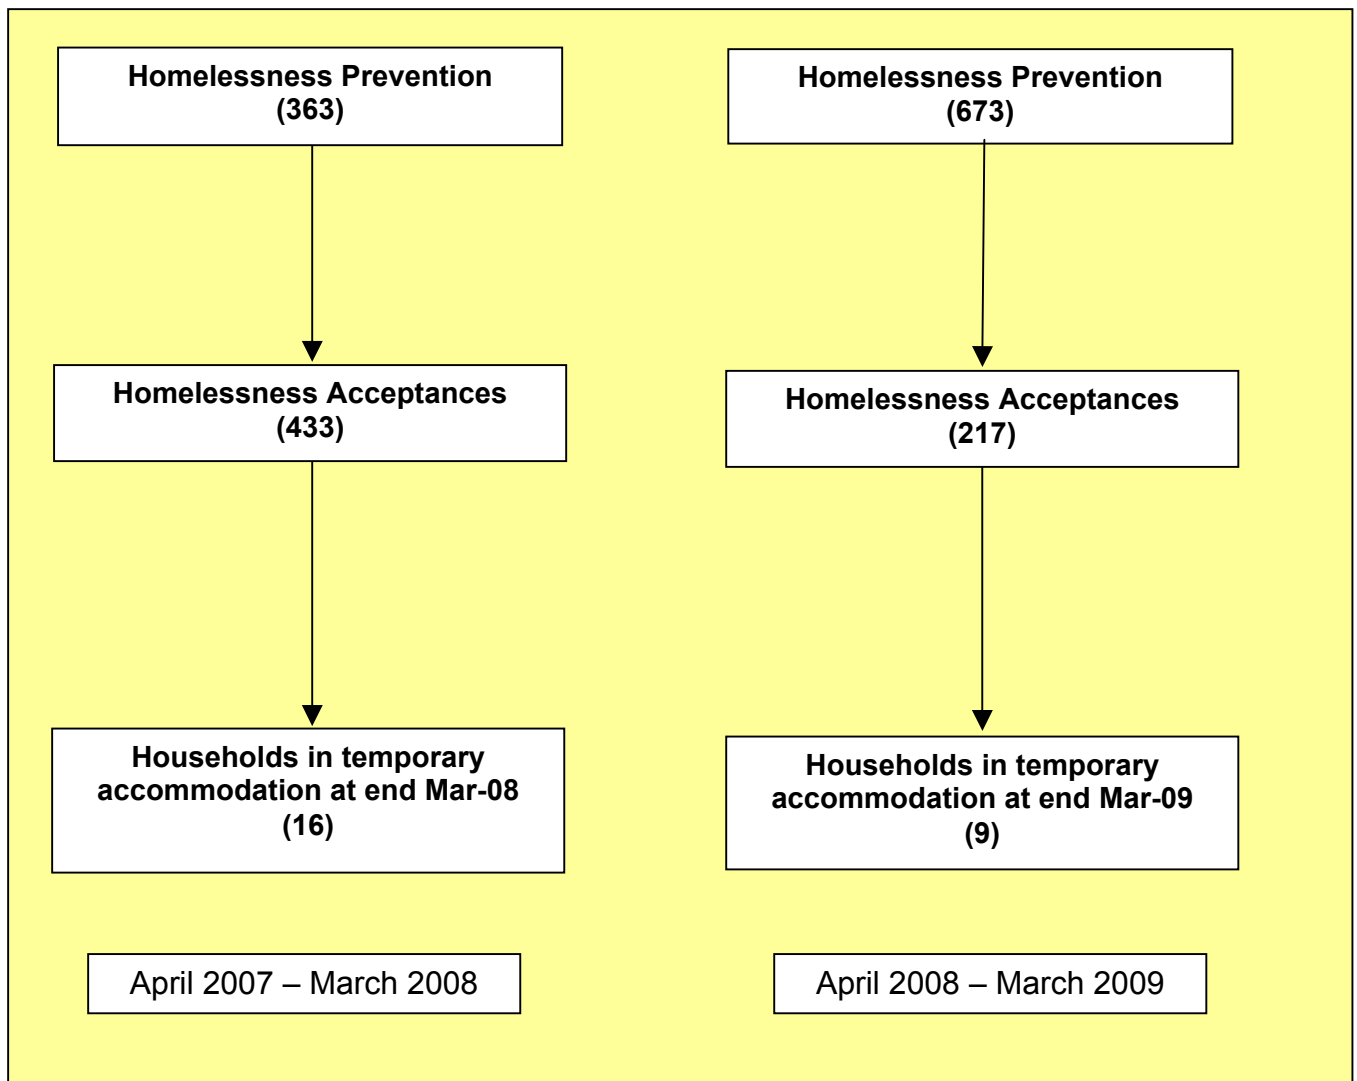 Homelessness Prevention
(363)
Homelessness Acceptances
(433)
Households in temporary
accommodation at end Mar-08
(16)
April 2007 – March 2008
Homelessness Prevention
(673)
Homelessness Acceptances
(217)
Households in temporary
accommodation at end Mar-09
(9)
April 2008 – March 2009